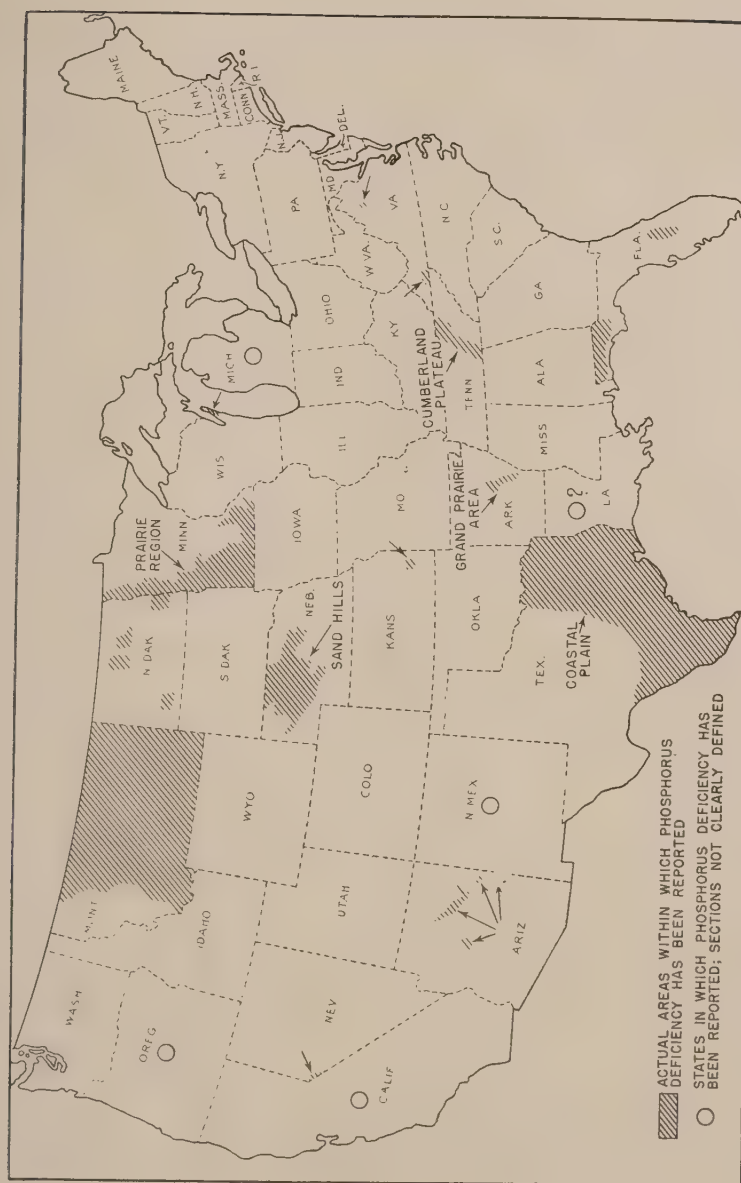 WASH
OREG
CALIF
NEV
IDAHO
MONT
WYO
UTAH
COLO
ARIZ
N MEX
N DAK
S DAK
NEB.
SAND HILLS
KANS
OKLA
TEX.
COASTAL
PLAIN
PRAIRIE
REGION
MINN
IOWA
MO
GRAND PRAIRIE
AREA
ARK
?
LA
WIS
ILL
MICH
IND
OHIO
KY
CUMBERLAND
PLATEAU
TENN
MISS
ALA
GA
FLA.
S C.
N C
VA
W VA.
MD
DEL.
PA
N.J.
N.Y
CONN
R I
MASS.
VT.
N H.
MAINE
ACTUAL AREAS WITHIN WHICH PHOSPHORUS
DEFICIENCY HAS BEEN REPORTED
STATES IN WHICH PHOSPHORUS DEFICIENCY HAS
BEEN REPORTED; SECTIONS NOT CLEARLY DEFINED